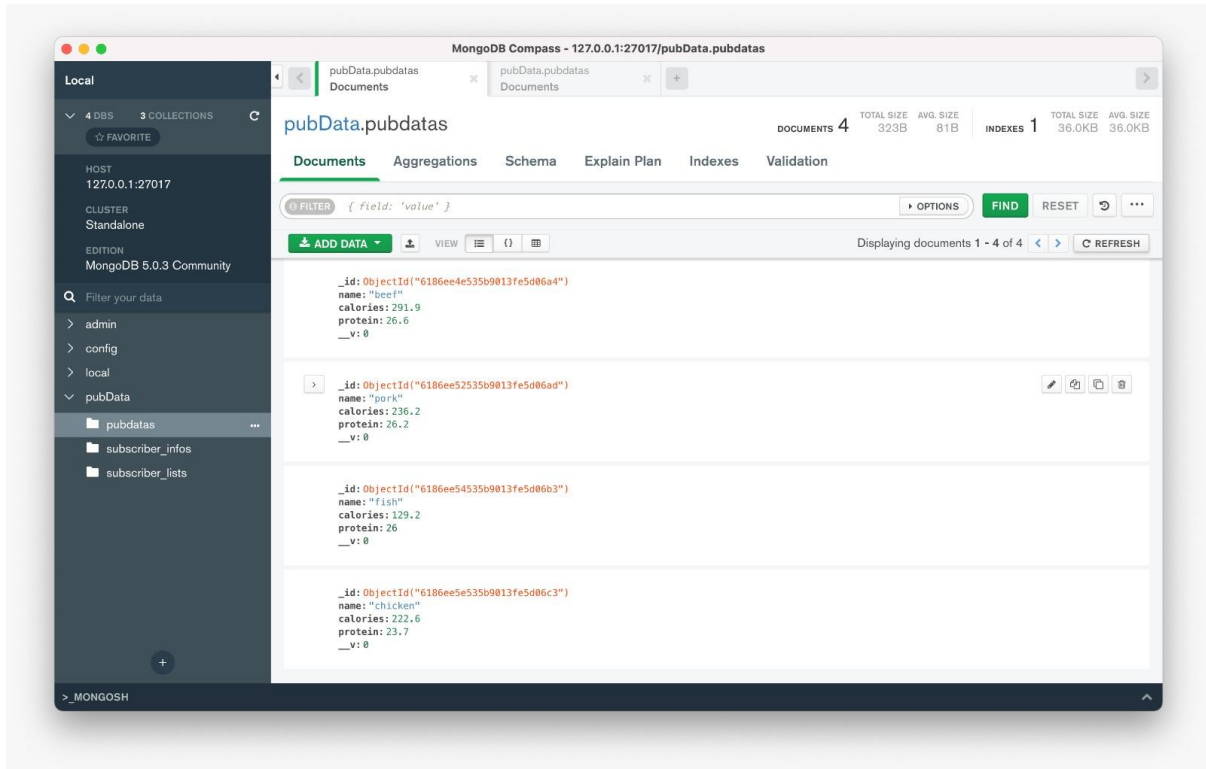 MongoDB Compass - 127.0.0.1:27017/pubData.pubdatas
Local
4 DBS 3 COLLECTIONS
☆ FAVORITE
HOST
127.0.0.1:27017
CLUSTER
Standalone
EDITION
MongoDB 5.0.3 Community
Filter your data
admin
config
local
pubData
pubdatas
subscriber_infos
subscriber_lists
>_MONGOSH
pubData.pubdatas
Documents
pubData.pubdatas
Documents
pubData.pubdatas
DOCUMENTS 4 TOTAL SIZE 323B AVG. SIZE 81B INDEXES 1 TOTAL SIZE 36.0KB AVG. SIZE 36.0KB
Documents Aggregations Schema Explain Plan Indexes Validation
FILTER { field: 'value' } OPTIONS FIND RESET ...
ADD DATA VIEW {} Displaying documents 1 - 4 of 4 < > REFRESH
_id: ObjectId("6186ee4e535b9013fe5d06a4")
name: "beef"
calories: 291.9
protein: 26.6
__v: 0
_id: ObjectId("6186ee52535b9013fe5d06ad")
name: "pork"
calories: 236.2
protein: 26.2
__v: 0
_id: ObjectId("6186ee54535b9013fe5d06b3")
name: "fish"
calories: 129.2
protein: 26
__v: 0
_id: ObjectId("6186ee5e535b9013fe5d06c3")
name: "chicken"
calories: 222.6
protein: 23.7
__v: 0